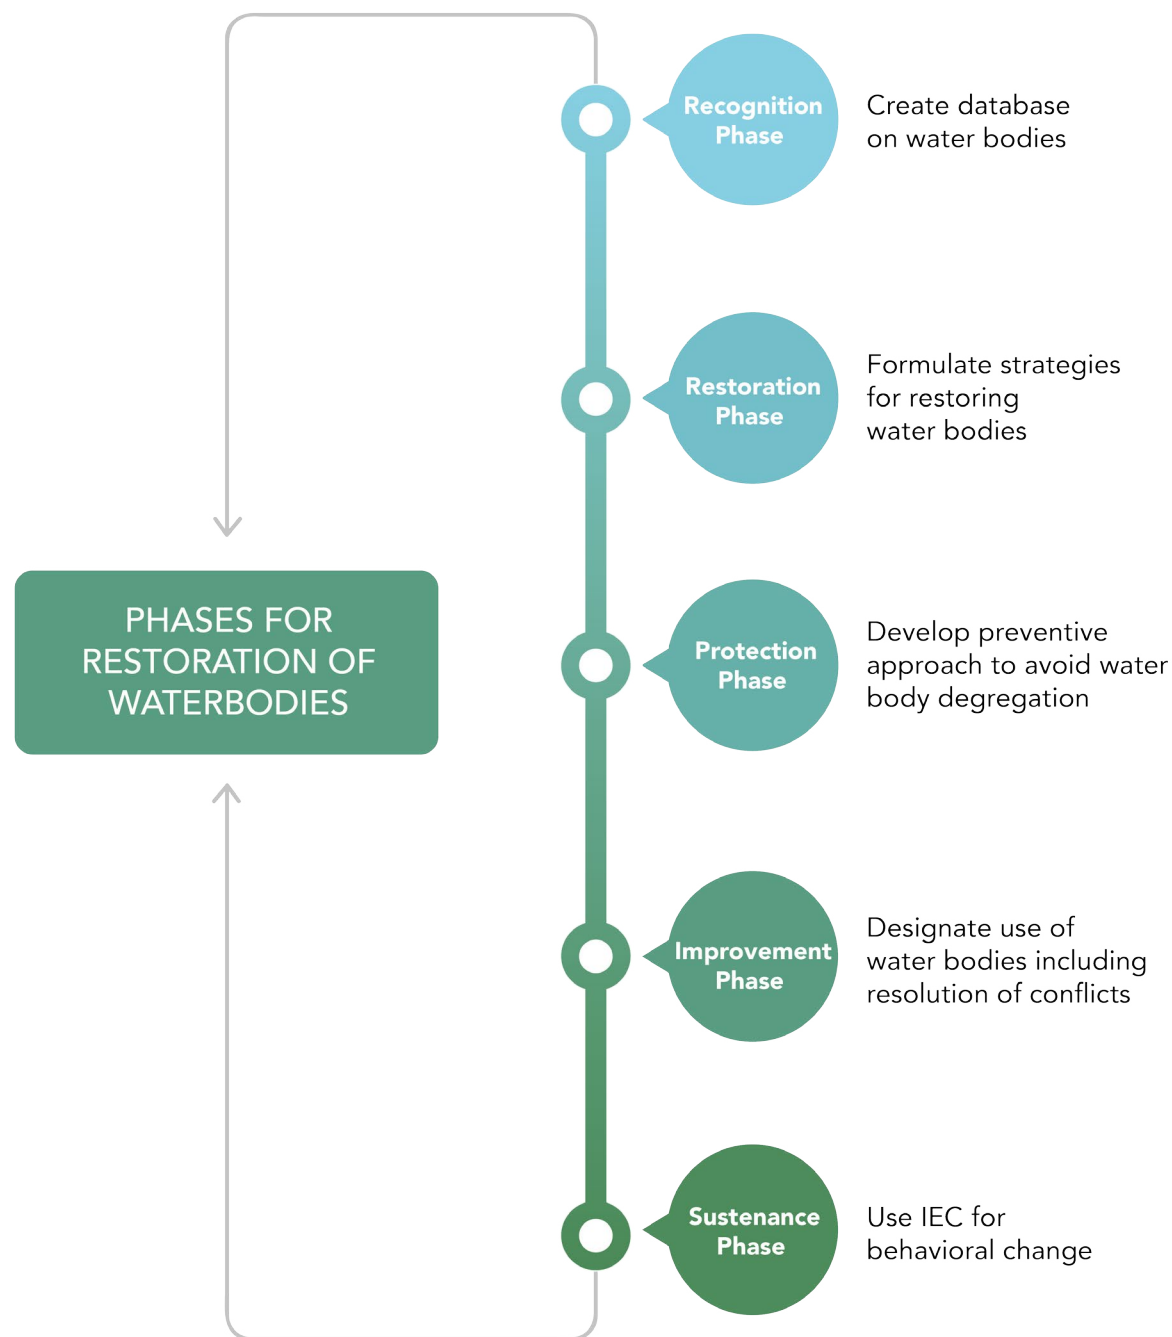 Recognition
Phase
Create database
on water bodies
Restoration
Phase
Formulate strategies
for restoring
water bodies
PHASES FOR
RESTORATION OF
WATERBODIES
Protection
Phase
Develop preventive
approach to avoid water
body degregation
Improvement
Phase
Designate use of
water bodies including
resolution of conflicts
Sustenance
Phase
Use IEC for
behavioral change